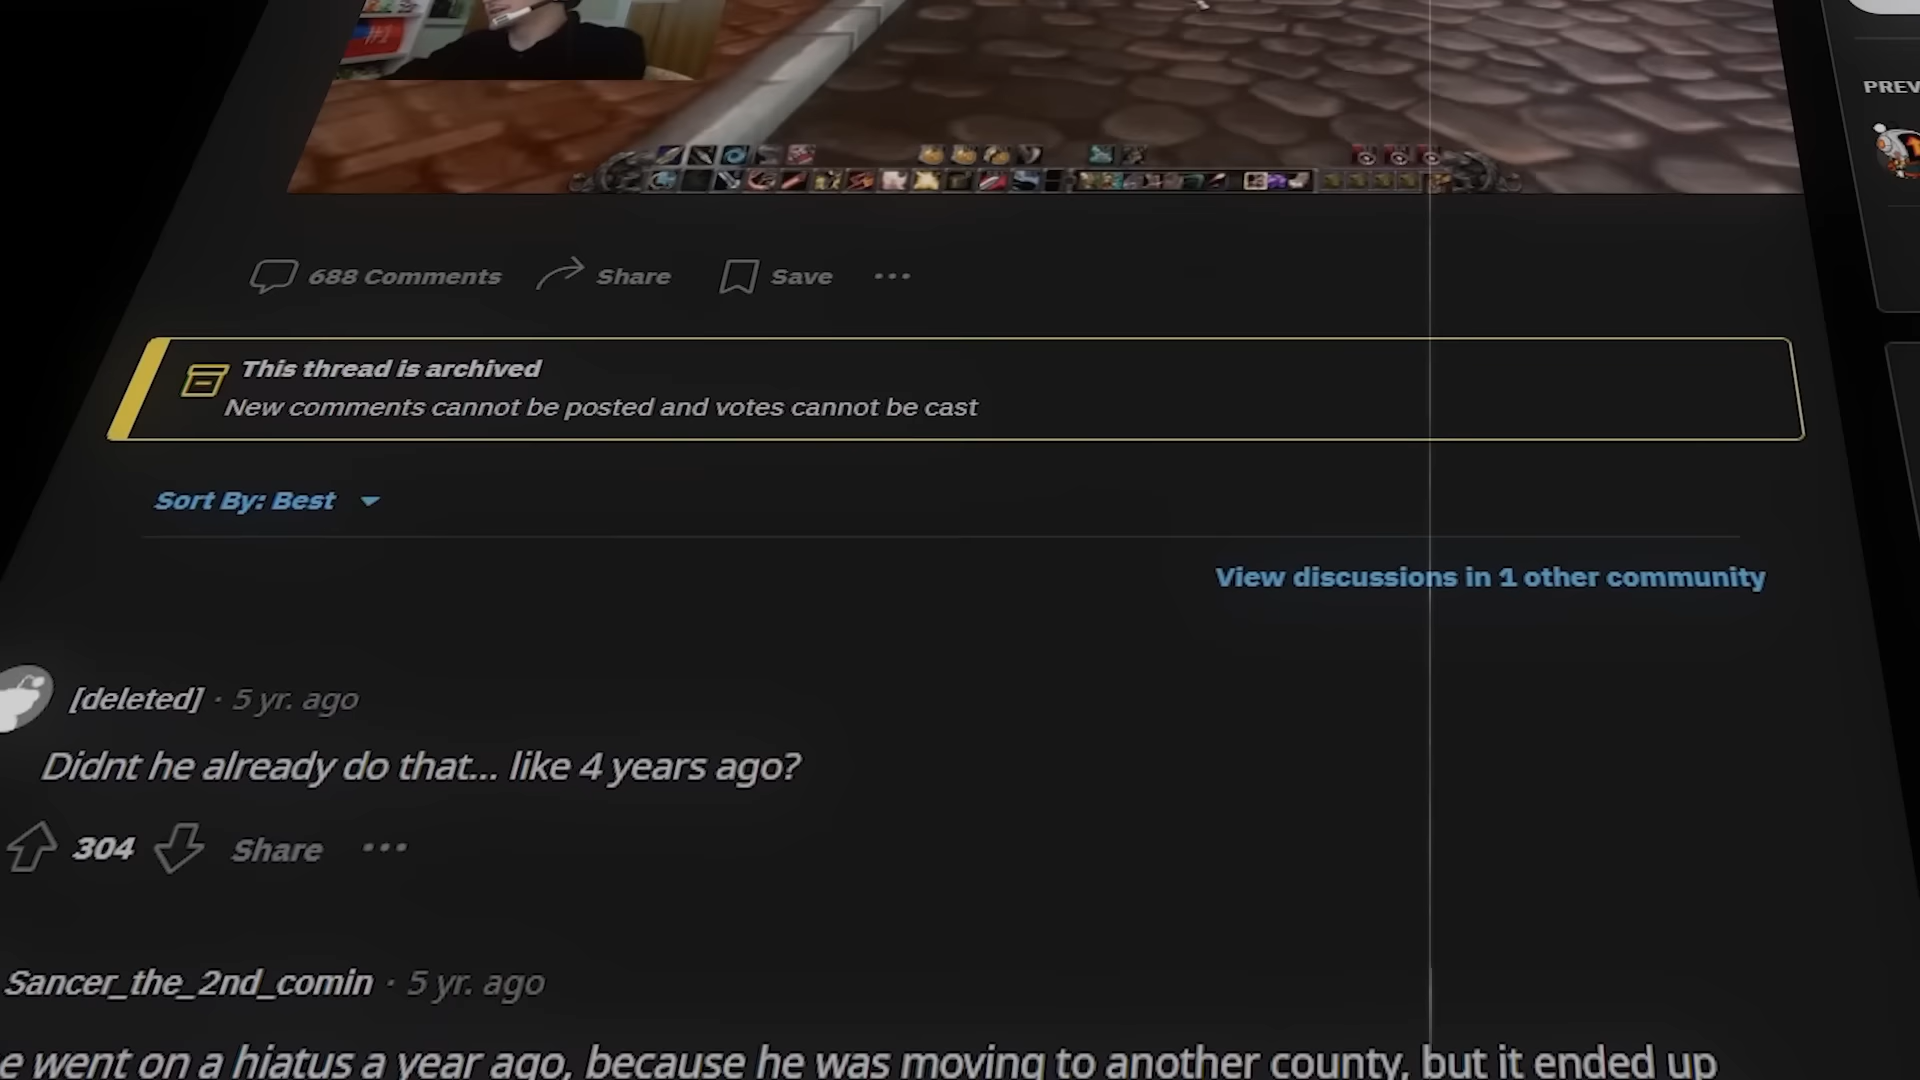 #1
PREV
688 Comments Share Save
This thread is archived
New comments cannot be posted and votes cannot be cast
Sort By: Best
View discussions in 1 other community
[deleted] · 5 yr. ago
Didnt he already do that... like 4 years ago?
304 Share
Sancer_the_2nd_comin · 5 yr. ago
e went on a hiatus a year ago, because he was moving to another county, but it ended up